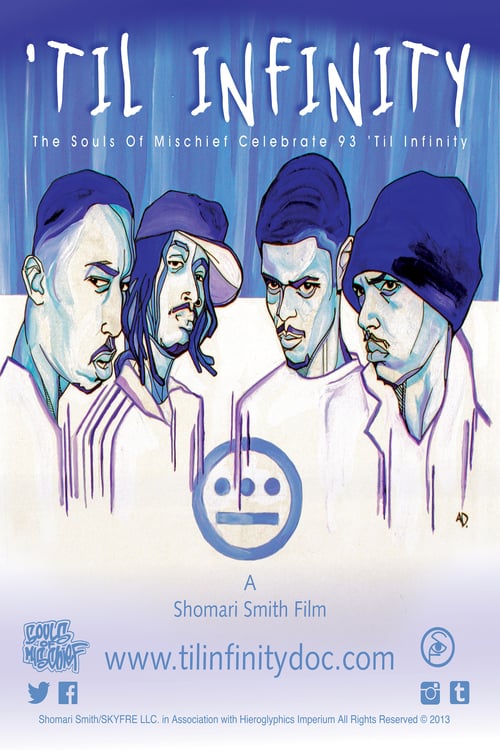 'TIL INFINITY
The Souls Of Mischief Celebrate 93 'Til Infinity
AD.
A
Shomari Smith Film
SOULS
OF
MISCHIEF
www.tilinfinitydoc.com
Shomari Smith/SKYFRE LLC. in Association with Hieroglyphics Imperium All Rights Reserved © 2013